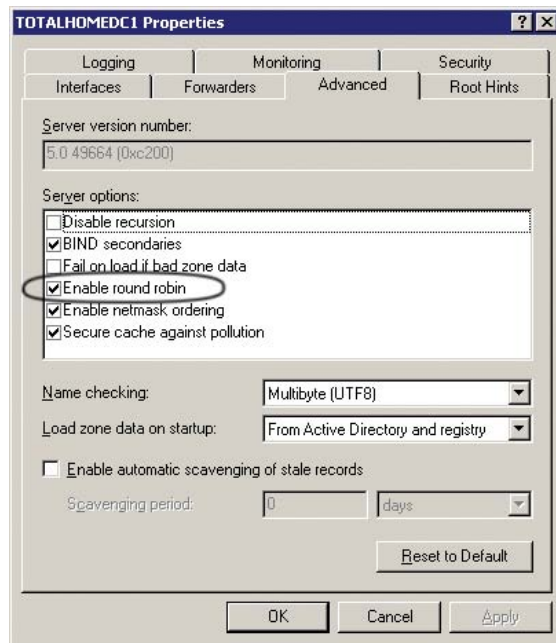 TOTALHOMEDC1 Properties
Logging Monitoring Security
Interfaces Forwarders Advanced Root Hints
Server version number:
5.0 49664 (0xc200)
Server options:
Disable recursion
BIND secondaries
Fail on load if bad zone data
Enable round robin
Enable netmask ordering
Secure cache against pollution
Name checking: Multibyte (UTF8)
Load zone data on startup: From Active Directory and registry
Enable automatic scavenging of stale records
Scavenging period: 0 days
Reset to Default
OK Cancel Apply